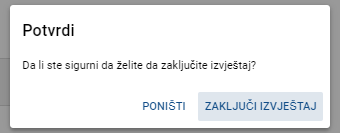 Potvrdi
Da li ste sigurni da želite da zaključite izvještaj?
PONIŠTI ZAKLJUČI IZVJEŠTAJ